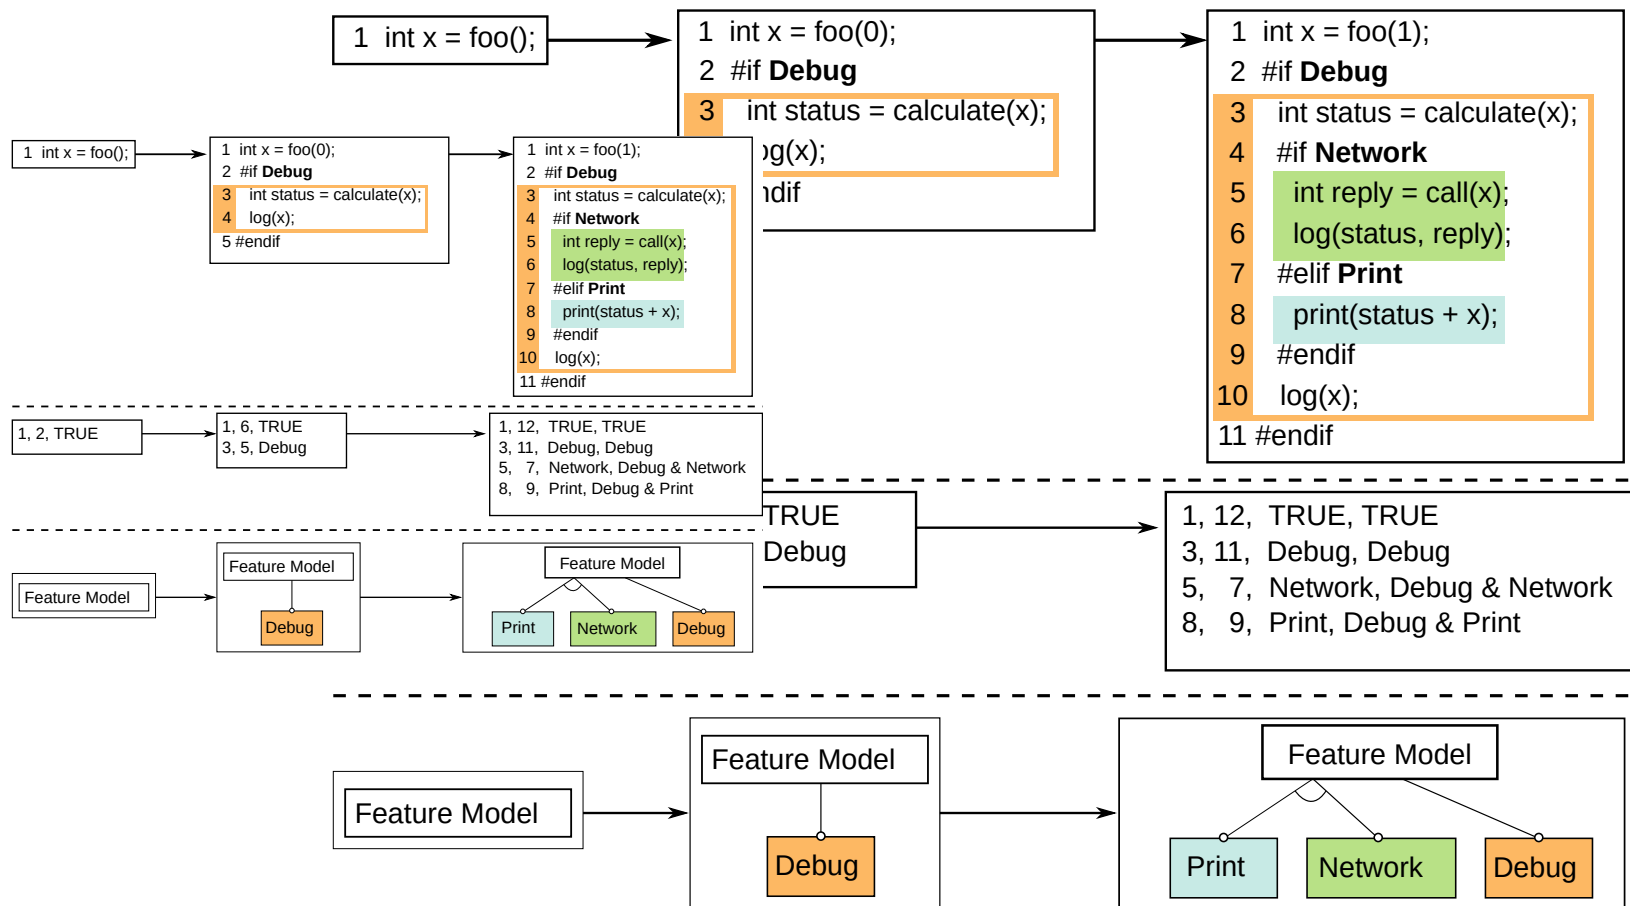 1 int x = foo();
1 int x = foo(0);
2 #if Debug
3 int status = calculate(x);
og(x);
ndif
1 int x = foo(1);
2 #if Debug
3 int status = calculate(x);
4 #if Network
5 int reply = call(x);
6 log(status, reply);
7 #elif Print
8 print(status + x);
9 #endif
10 log(x);
11 #endif
1 int x = foo();
1 int x = foo(0);
2 #if Debug
3 int status = calculate(x);
4 log(x);
5 #endif
1 int x = foo(1);
2 #if Debug
3 int status = calculate(x);
4 #if Network
5 int reply = call(x);
6 log(status, reply);
7 #elif Print
8 print(status + x);
9 #endif
10 log(x);
11 #endif
1, 2, TRUE
1, 6, TRUE
3, 5, Debug
1, 12, TRUE, TRUE
3, 11, Debug, Debug
5, 7, Network, Debug & Network
8, 9, Print, Debug & Print
TRUE
Debug
1, 12, TRUE, TRUE
3, 11, Debug, Debug
5, 7, Network, Debug & Network
8, 9, Print, Debug & Print
Feature Model
Feature Model
Debug
Feature Model
Print
Network
Debug
Feature Model
Feature Model
Debug
Feature Model
Print
Network
Debug